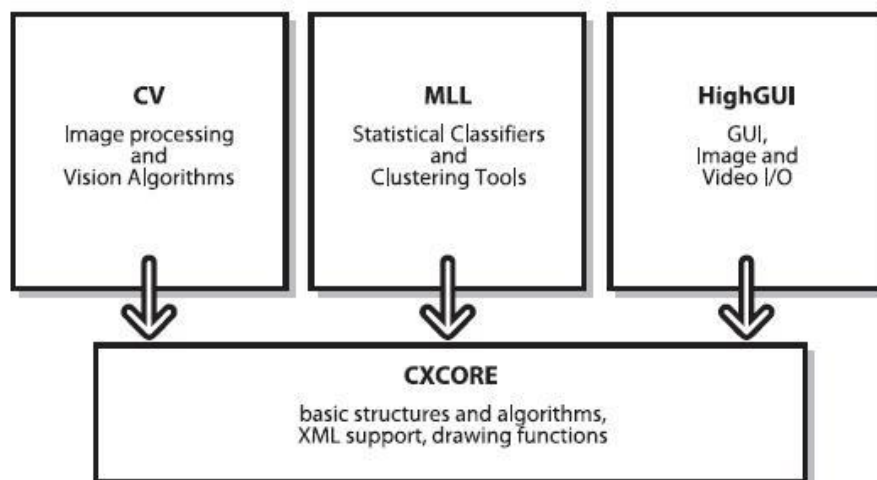 CV
Image processing
and
Vision Algorithms
MLL
Statistical Classifiers
and
Clustering Tools
HighGUI
GUI,
Image and
Video I/O
CXCORE
basic structures and algorithms,
XML support, drawing functions